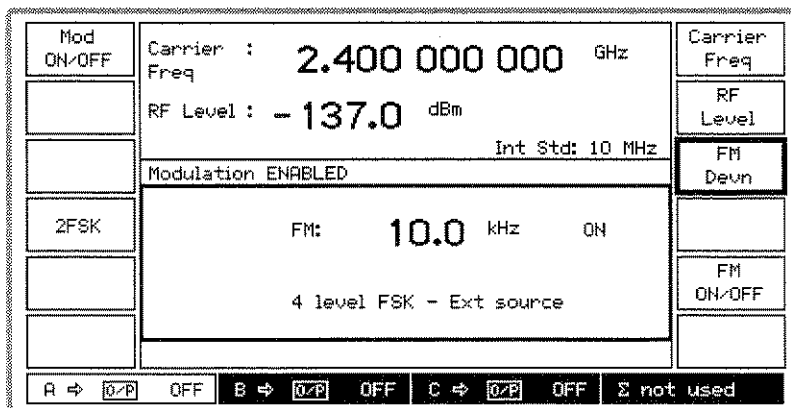 Mod
ON/OFF
2FSK
Carrier : 2.400 000 000 GHz
Freq
RF Level : - 137.0 dBm
Int Std: 10 MHz
Modulation ENABLED
FM: 10.0 kHz ON
4 level FSK - Ext source
Carrier
Freq
RF
Level
FM
Devn
FM
ON/OFF
A ⇨ O/P OFF B ⇨ O/P OFF C ⇨ O/P OFF Σ not used